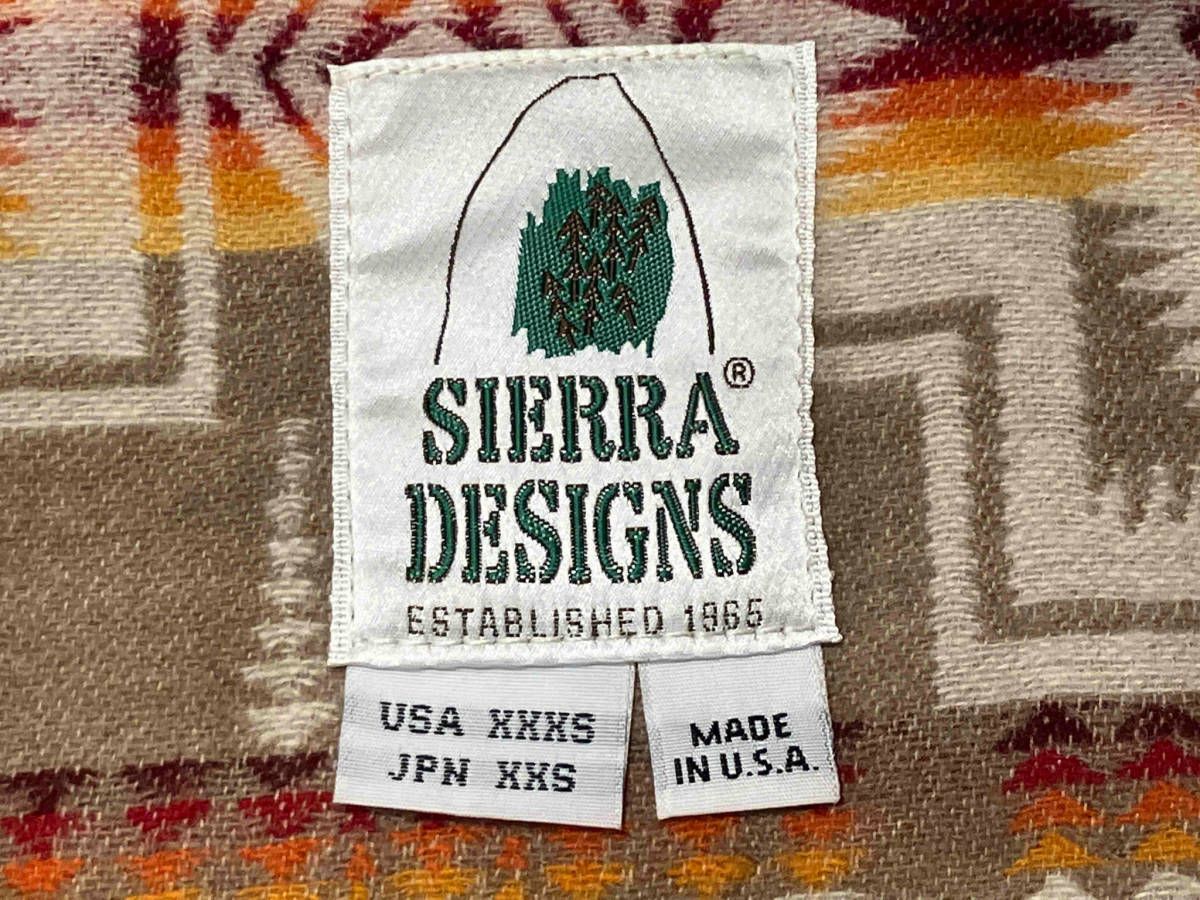 SIERRA®
DESIGNS
ESTABLISHED 1965
USA XXXS
JPN XXS
MADE
IN U.S.A.